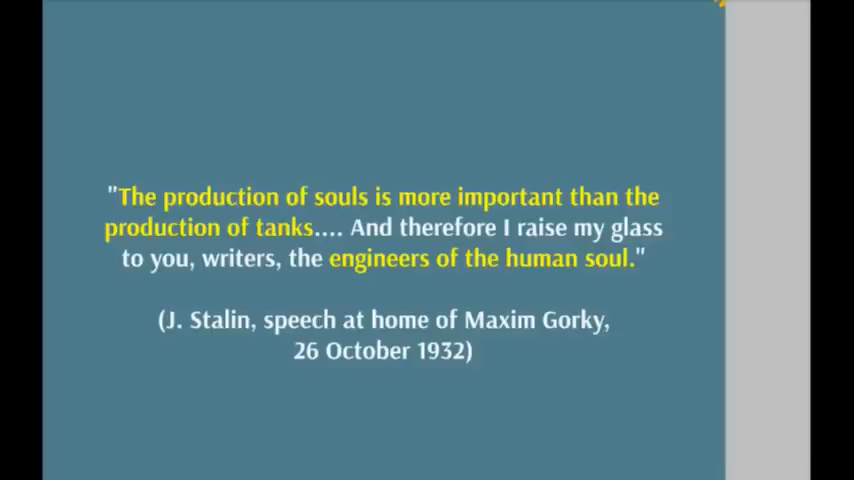 "The production of souls is more important than the
production of tanks.... And therefore I raise my glass
to you, writers, the engineers of the human soul."
(J. Stalin, speech at home of Maxim Gorky,
26 October 1932)